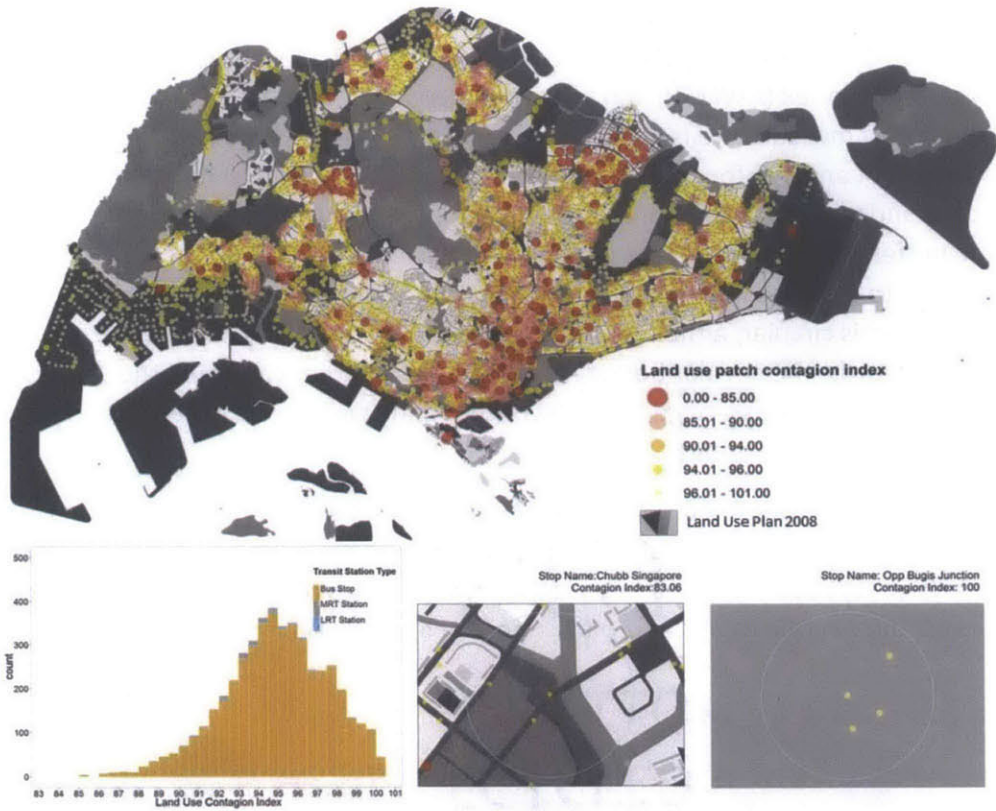 Land use patch contagion index
0.00 - 85.00
85.01 - 90.00
90.01 - 94.00
94.01 - 96.00
96.01 - 101.00
Land Use Plan 2008
500
400
300
200
100
0
count
Transit Station Type
Bus Stop
MRT Station
LRT Station
83 84 85 86 87 88 89 90 91 92 93 94 95 96 97 98 99 100 101
Land Use Contagion Index
Stop Name:Chubb Singapore
Contagion Index:83.06
Stop Name: Opp Bugis Junction
Contagion Index: 100